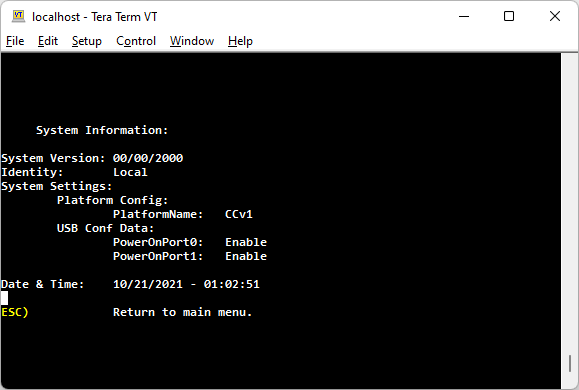 localhost - Tera Term VT
File Edit Setup Control Window Help
System Information:
System Version: 00/00/2000
Identity: Local
System Settings:
Platform Config:
PlatformName: CCv1
USB Conf Data:
PowerOnPort0: Enable
PowerOnPort1: Enable
Date & Time: 10/21/2021 - 01:02:51
ESC) Return to main menu.